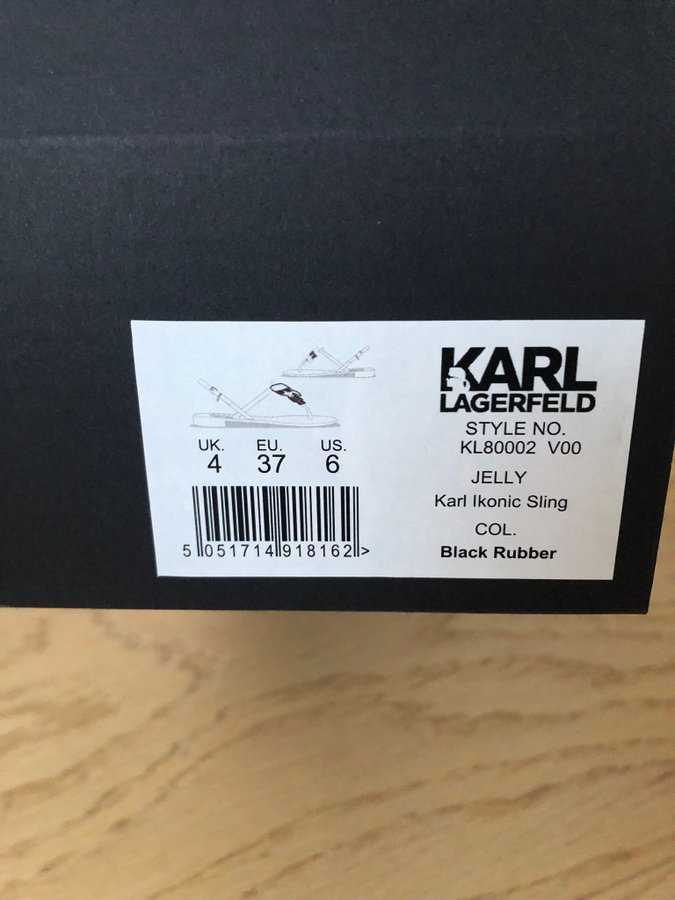 KARL
LAGERFELD
STYLE NO.
KL80002 V00
JELLY
Karl Ikonic Sling
COL.
Black Rubber
UK. EU. US.
4 37 6
5 051714 918162 >